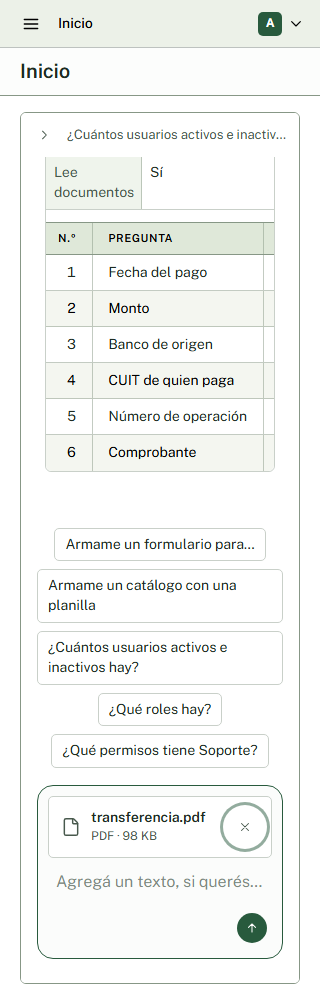 Inicio
A
Inicio
¿Cuántos usuarios activos e inactiv...
Lee
documentos
Sí
N.º PREGUNTA
1 Fecha del pago
2 Monto
3 Banco de origen
4 CUIT de quien paga
5 Número de operación
6 Comprobante
Armame un formulario para...
Armame un catálogo con una
planilla
¿Cuántos usuarios activos e
inactivos hay?
¿Qué roles hay?
¿Qué permisos tiene Soporte?
transferencia.pdf
PDF · 98 KB
Agregá un texto, si querés...